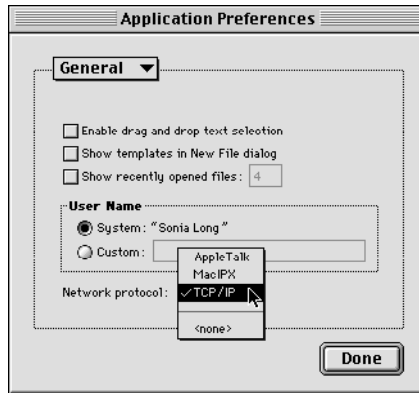 Application Preferences
General
Enable drag and drop text selection
Show templates in New File dialog
Show recently opened files: 4
User Name
System: "Sonia Long"
Custom:
AppleTalk
MacIPX
Network protocol: ✓TCP/IP
<none>
Done